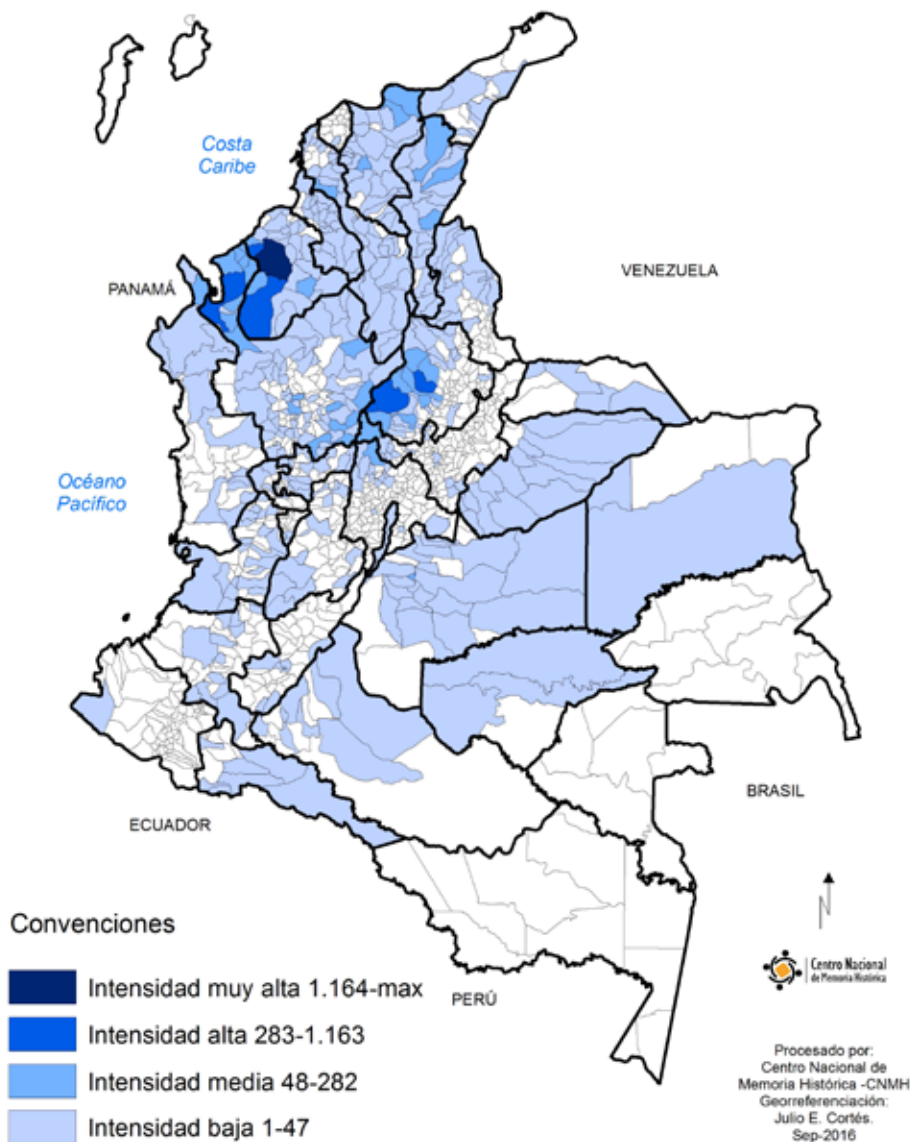 Costa
Caribe
PANAMÁ
VENEZUELA
Océano
Pacífico
BRASIL
ECUADOR
PERÚ
Convenciones
Intensidad muy alta 1.164-max
Intensidad alta 283-1.163
Intensidad media 48-282
Intensidad baja 1-47
Centro Nacional
de Memoria Histórica
Procesado por:
Centro Nacional de
Memoria Histórica -CNMH
Georreferenciación:
Julio E. Cortés.
Sep-2016